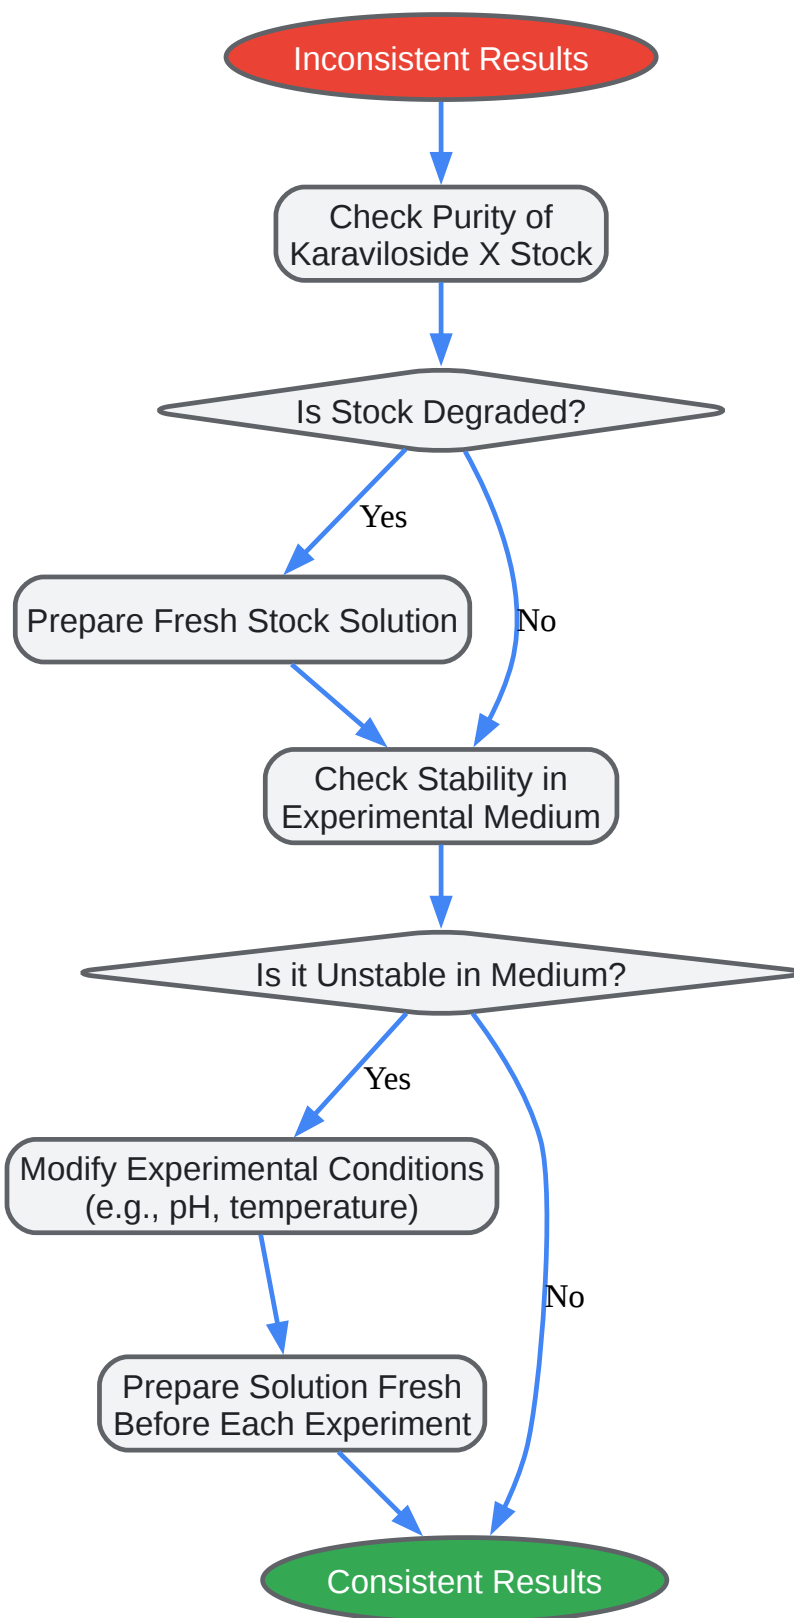 Inconsistent Results
Check Purity of
Karaviloside X Stock
Is Stock Degraded?
Yes
Prepare Fresh Stock Solution
No
Check Stability in
Experimental Medium
Is it Unstable in Medium?
Yes
Modify Experimental Conditions
(e.g., pH, temperature)
No
Prepare Solution Fresh
Before Each Experiment
Consistent Results